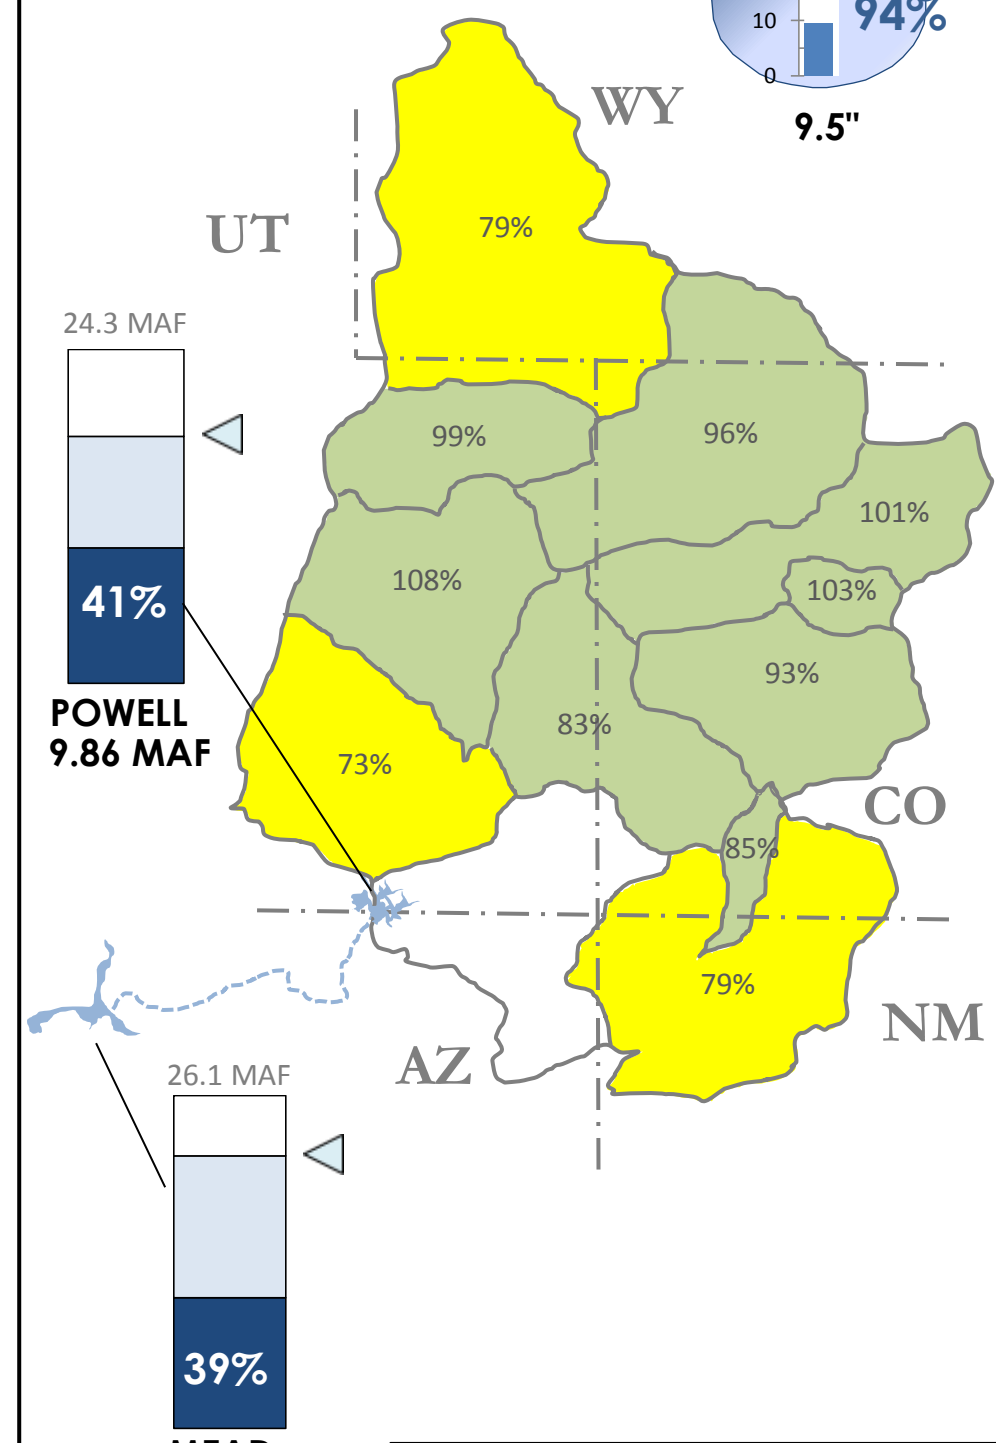 10
94%
0
9.5"
WY
UT
79%
24.3 MAF
99%
96%
101%
108%
103%
41%
93%
POWELL
9.86 MAF
83%
73%
CO
85%
79%
NM
AZ
26.1 MAF
39%
MEAD